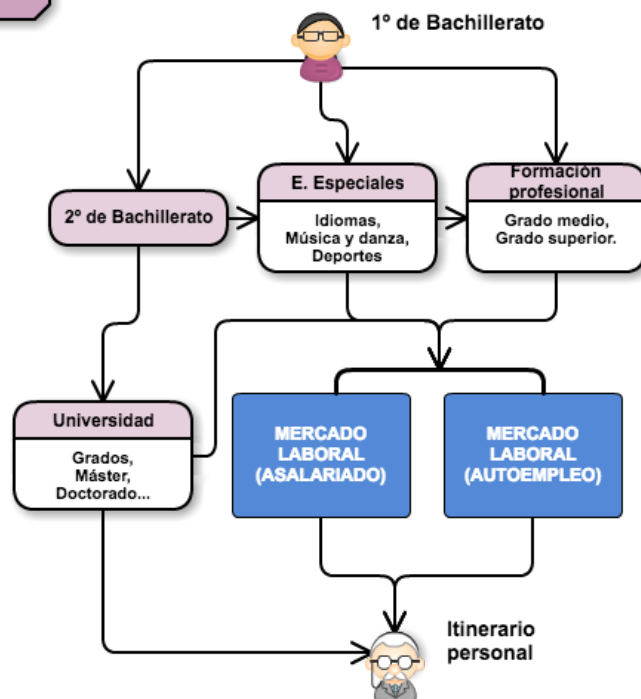 1º de Bachillerato
2º de Bachillerato
E. Especiales
Idiomas,
Música y danza,
Deportes
Formación
profesional
Grado medio,
Grado superior.
Universidad
Grados,
Máster,
Doctorado...
MERCADO
LABORAL
(ASALARIADO)
MERCADO
LABORAL
(AUTOEMPLEO)
Itinerario
personal